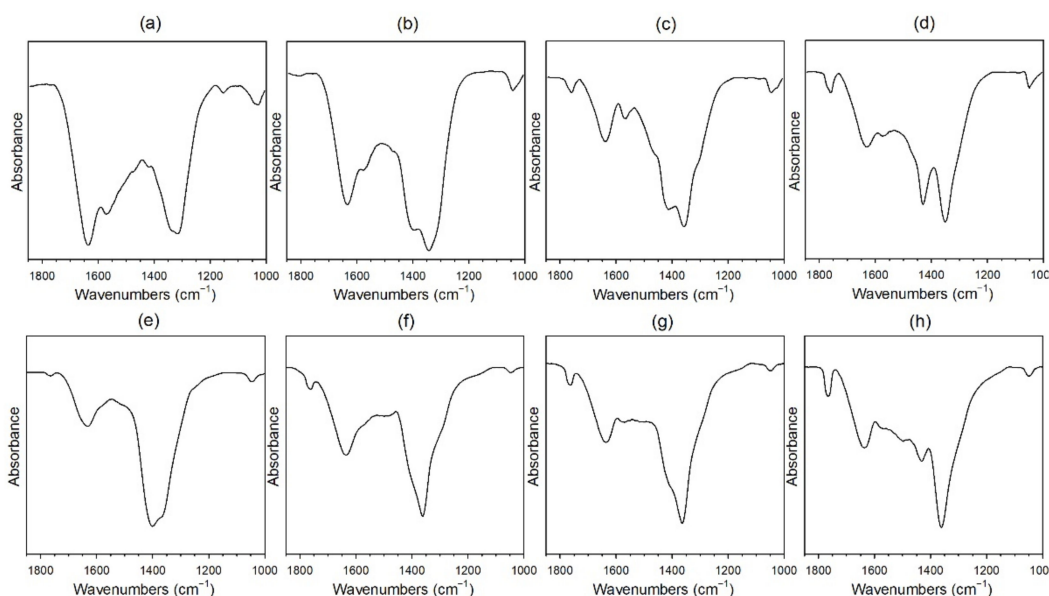 (a) (b) (c) (d)
Absorbance Absorbance Absorbance Absorbance
1800 1600 1400 1200 1000 1800 1600 1400 1200 1000 1800 1600 1400 1200 1000 1800 1600 1400 1200 1000
Wavenumbers (cm⁻¹) Wavenumbers (cm⁻¹) Wavenumbers (cm⁻¹) Wavenumbers (cm⁻¹)
(e) (f) (g) (h)
Absorbance Absorbance Absorbance Absorbance
1800 1600 1400 1200 1000 1800 1600 1400 1200 1000 1800 1600 1400 1200 1000 1800 1600 1400 1200 1000
Wavenumbers (cm⁻¹) Wavenumbers (cm⁻¹) Wavenumbers (cm⁻¹) Wavenumbers (cm⁻¹)